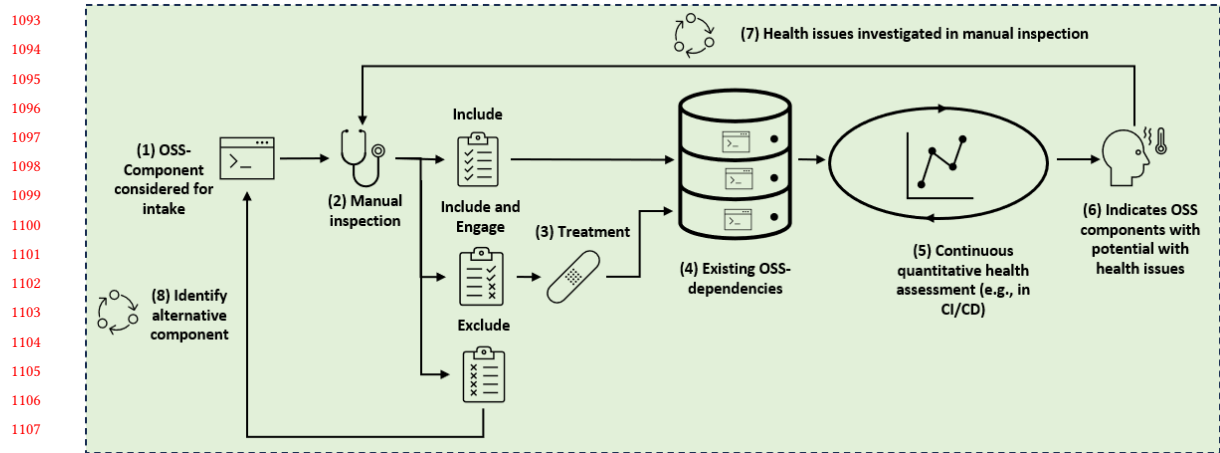 1093
1094
1095
1096
1097
1098
1099
1100
1101
1102
1103
1104
1105
1106
1107
(7) Health issues investigated in manual inspection
(1) OSS-
Component
considered for
intake
>_
(2) Manual
inspection
Include
Include and
Engage
(3) Treatment
Exclude
>_
>_
>_
(4) Existing OSS-
dependencies
(5) Continuous
quantitative health
assessment (e.g., in
CI/CD)
(6) Indicates OSS
components with
potential with
health issues
(8) Identify
alternative
component